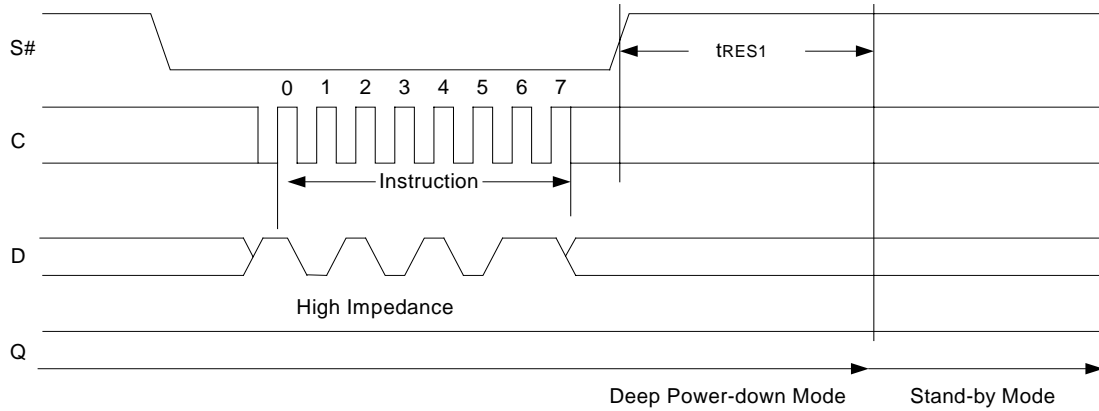 S#
tRES1
0 1 2 3 4 5 6 7
C
Instruction
D
High Impedance
Q
Deep Power-down Mode Stand-by Mode